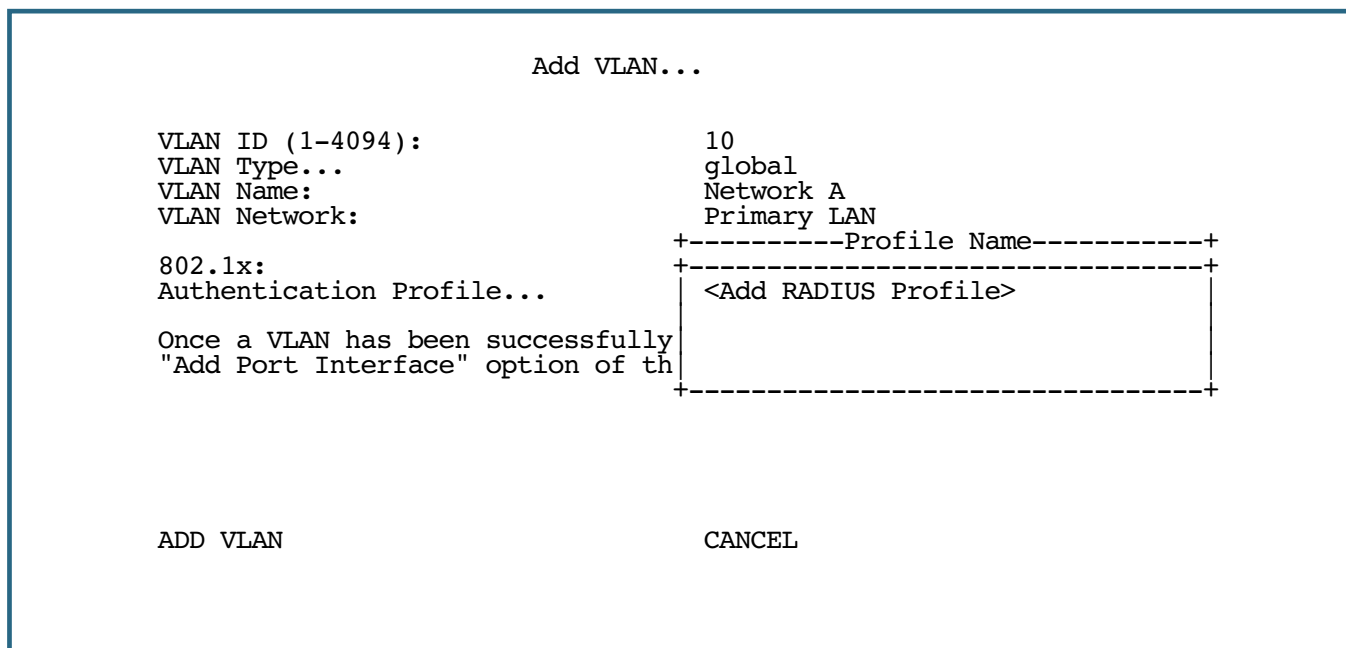 Add VLAN...
VLAN ID (1-4094): 10
VLAN Type... global
VLAN Name: Network A
VLAN Network: Primary LAN
+----------Profile Name-----------+
802.1x: +---------------------------------+
Authentication Profile... | <Add RADIUS Profile> |
Once a VLAN has been successfully| |
"Add Port Interface" option of th| |
+---------------------------------+
ADD VLAN CANCEL